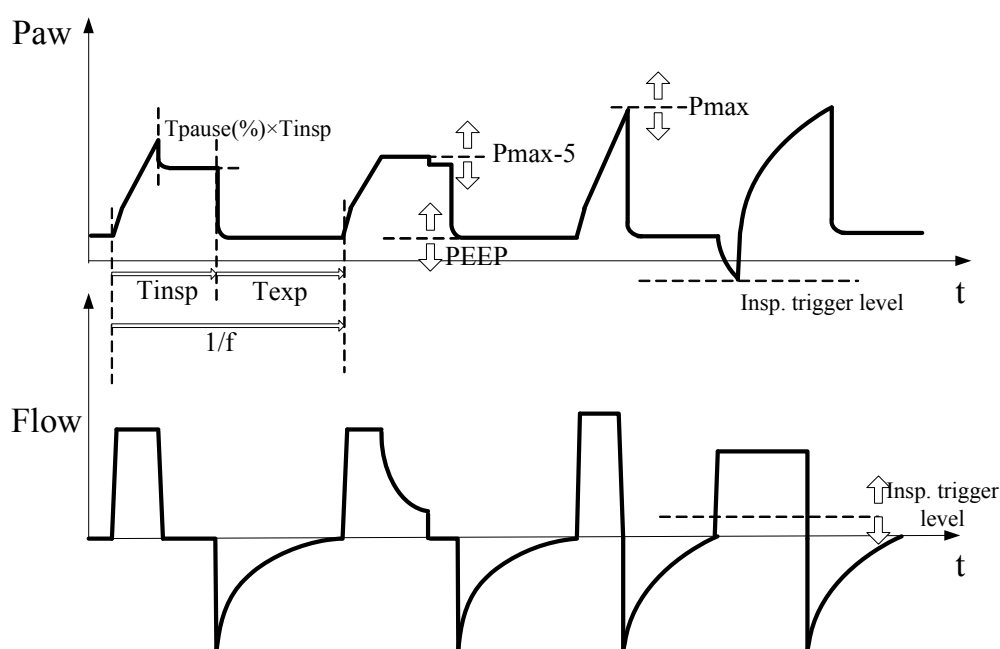 Paw
Tpause(%)×Tinsp
Pmax-5
Pmax
PEEP
Tinsp
Texp
Insp. trigger level
t
1/f
Flow
Insp. trigger
level
t